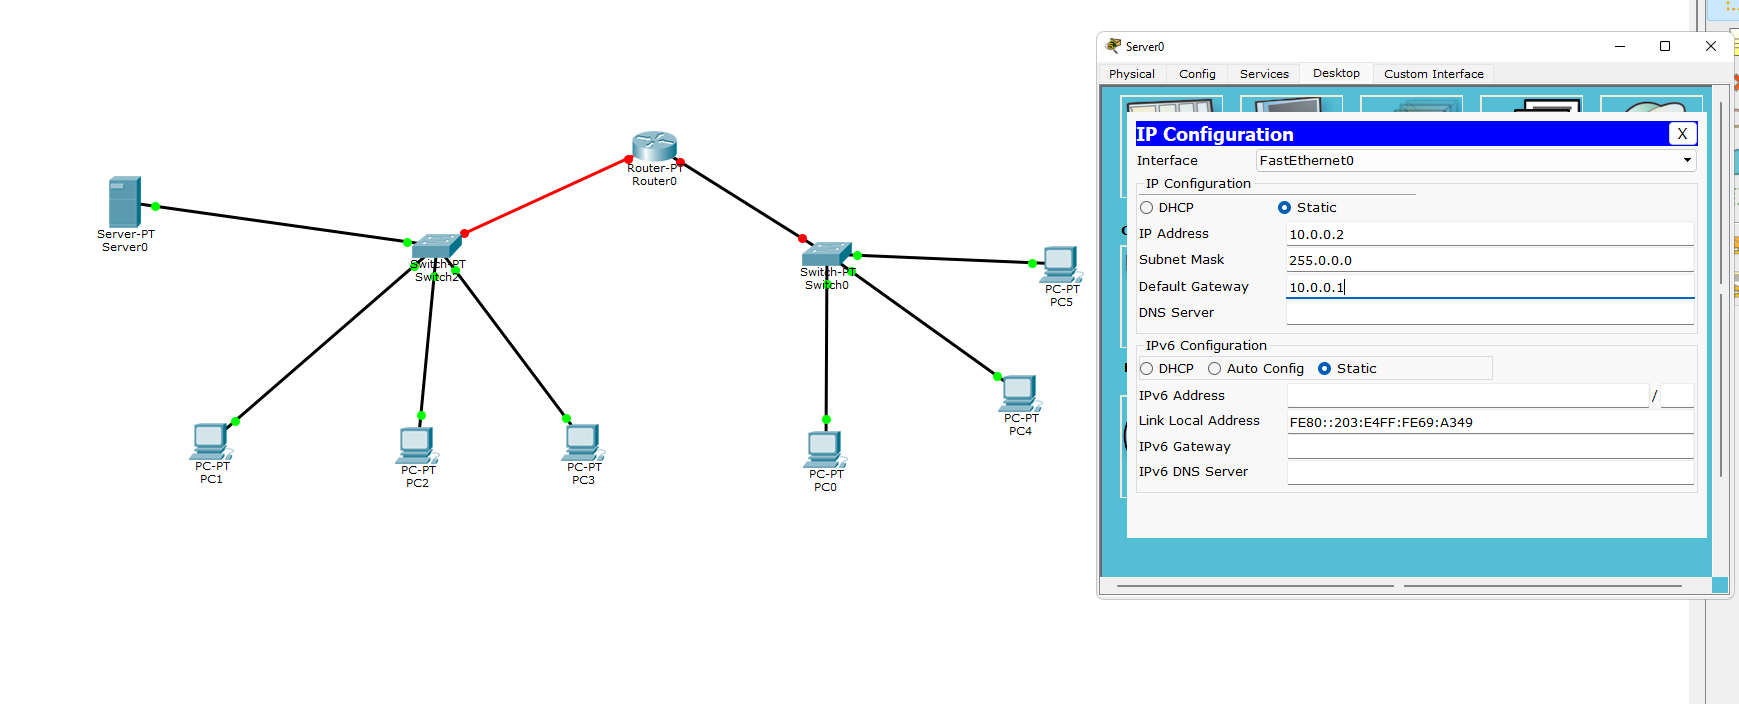 Server0
Physical Config Services Desktop Custom Interface
IP Configuration X
Interface FastEthernet0
IP Configuration
DHCP Static
IP Address 10.0.0.2
Subnet Mask 255.0.0.0
Default Gateway 10.0.0.1
DNS Server
IPv6 Configuration
DHCP Auto Config Static
IPv6 Address /
Link Local Address FE80::203:E4FF:FE69:A349
IPv6 Gateway
IPv6 DNS Server
Router-PT
Router0
Server-PT
Server0
Switch-PT
Switch2
Switch-PT
Switch0
PC-PT
PC5
PC-PT
PC4
PC-PT
PC1
PC-PT
PC2
PC-PT
PC3
PC-PT
PC0